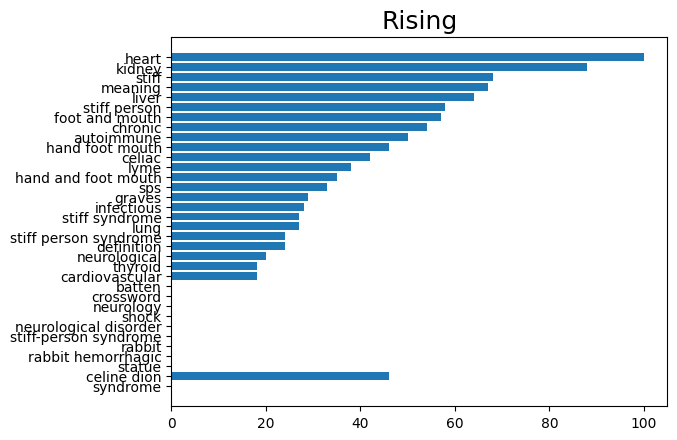 Rising
heart
kidney
stiff
meaning
liver
stiff person
foot and mouth
chronic
autoimmune
hand foot mouth
celiac
lyme
hand and foot mouth
sps
graves
infectious
stiff syndrome
lung
stiff person syndrome
definition
neurological
thyroid
cardiovascular
batten
crossword
neurology
shock
neurological disorder
stiff-person syndrome
rabbit
rabbit hemorrhagic
statue
celine dion
syndrome
0 20 40 60 80 100